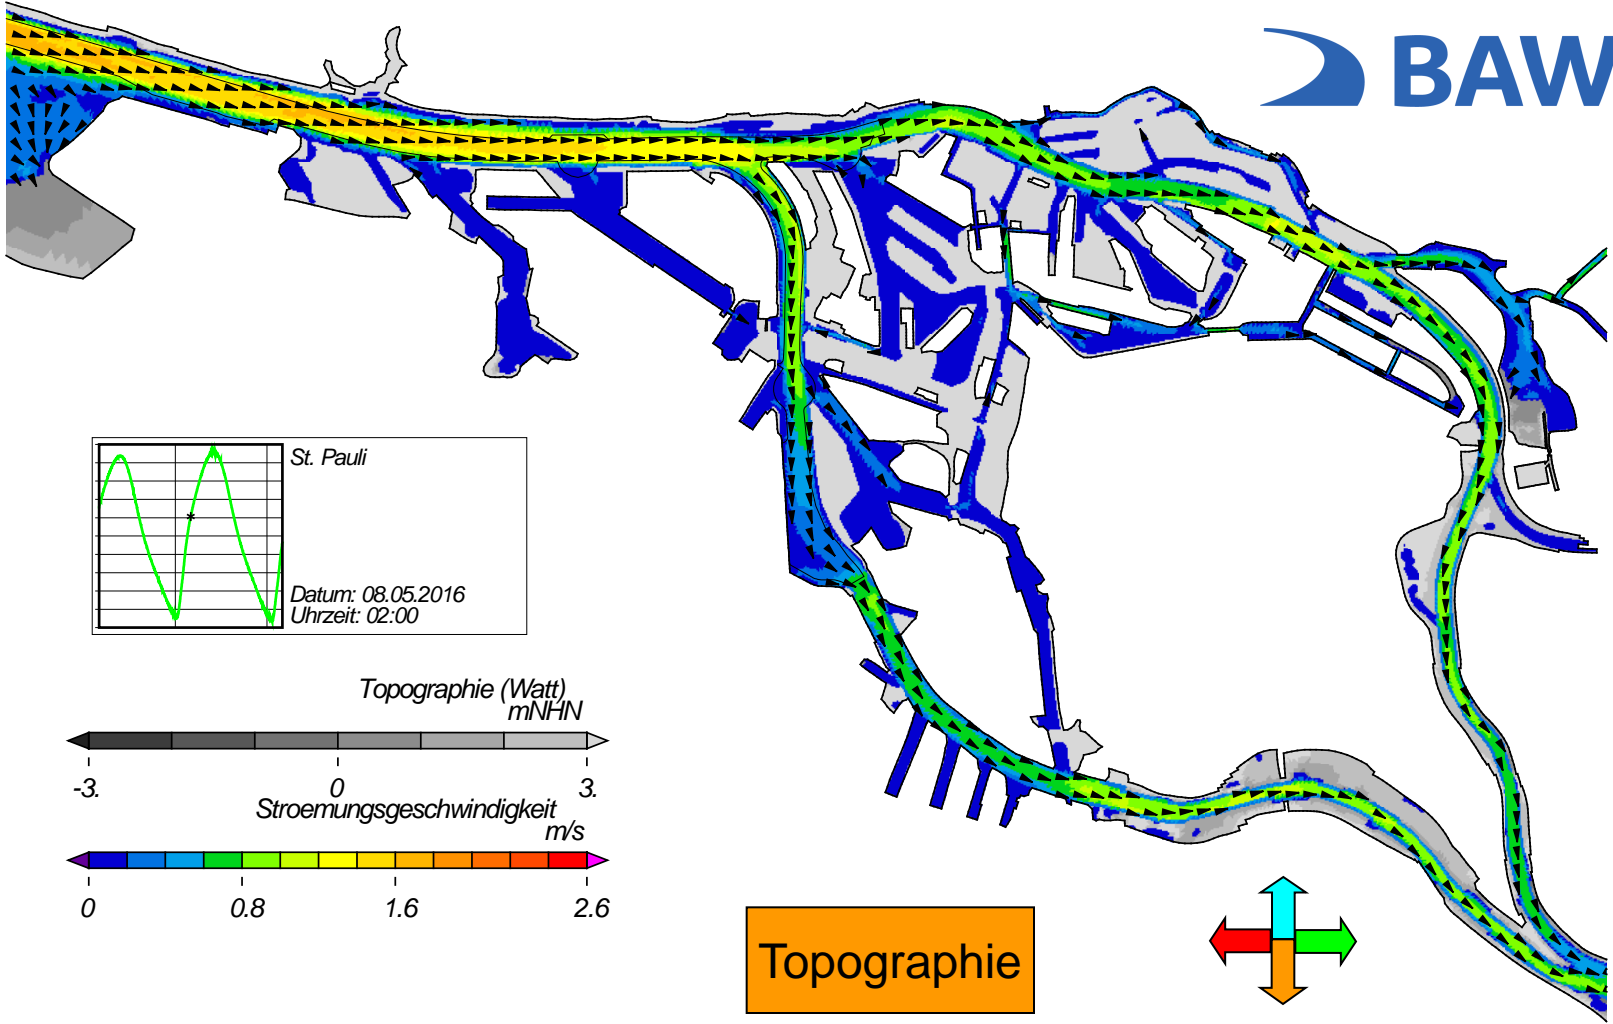 BAW
St. Pauli
Datum: 08.05.2016
Uhrzeit: 02:00
Topographie (Watt)
mNHN
-3. 0 3.
Stroemungsgeschwindigkeit
m/s
0 0.8 1.6 2.6
Topographie